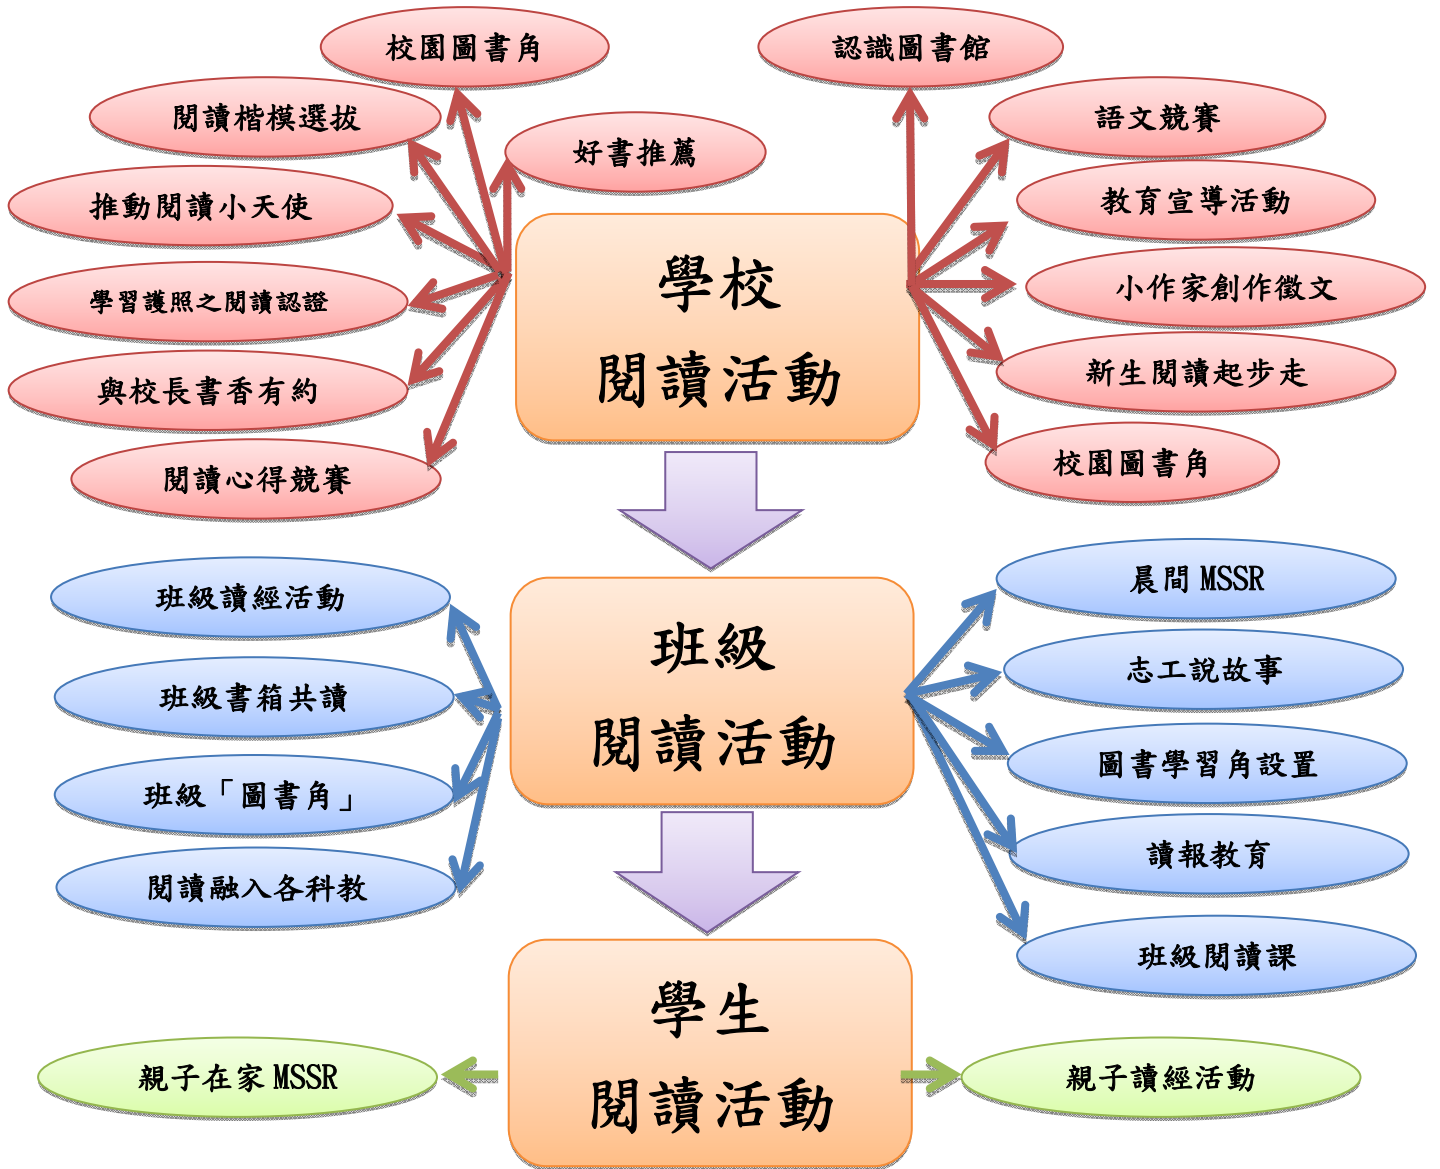 校園圖書角
認識圖書館
閱讀楷模選拔
好書推薦
語文競賽
推動閱讀小天使
教育宣導活動
學習護照之閱讀認證
學校
閱讀活動
小作家創作徵文
與校長書香有約
新生閱讀起步走
閱讀心得競賽
校園圖書角
班級讀經活動
晨間 MSSR
班級書箱共讀
班級
閱讀活動
志工說故事
班級「圖書角」
圖書學習角設置
閱讀融入各科教
讀報教育
班級閱讀課
學生
閱讀活動
親子在家 MSSR
親子讀經活動